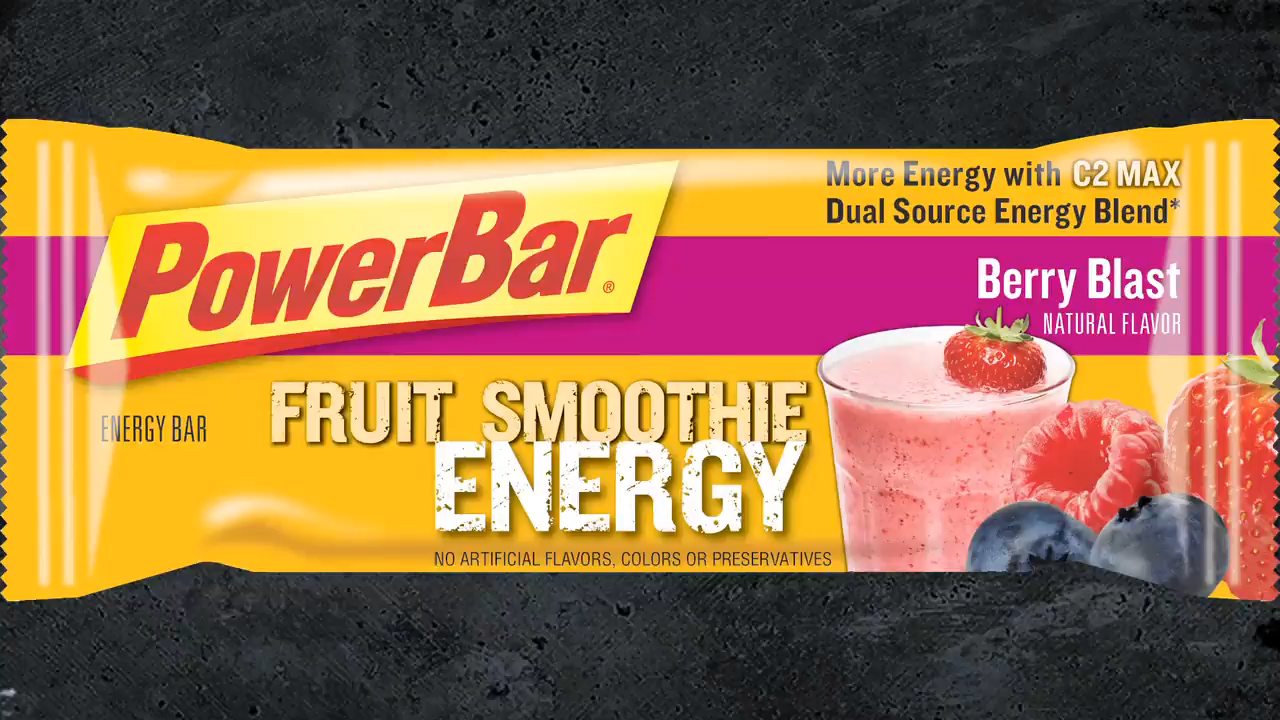 PowerBar®
More Energy with C2 MAX
Dual Source Energy Blend*
Berry Blast
NATURAL FLAVOR
ENERGY BAR
FRUIT SMOOTHIE
ENERGY
NO ARTIFICIAL FLAVORS, COLORS OR PRESERVATIVES